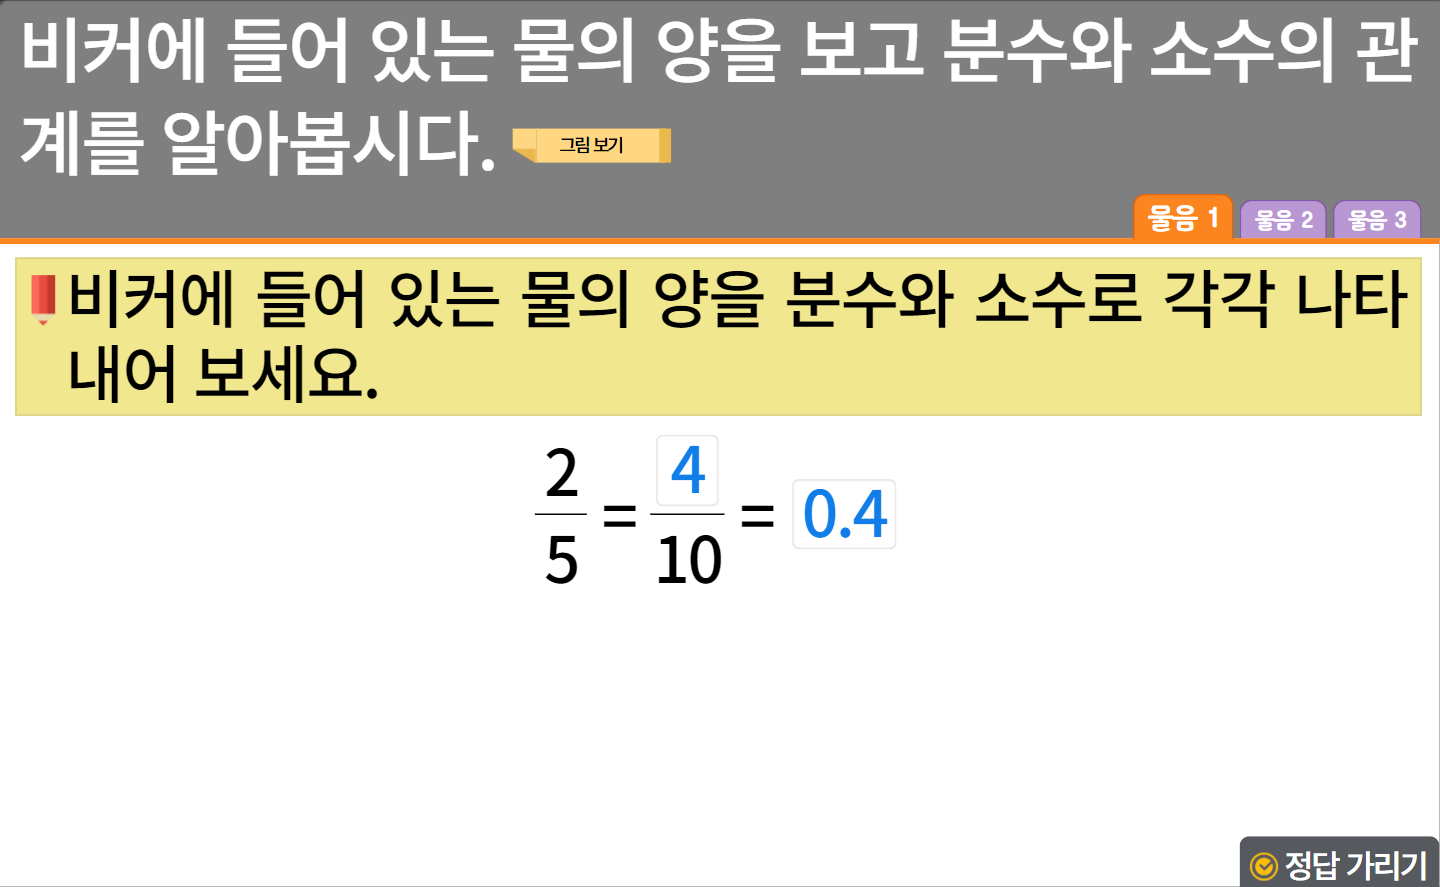 비커에 들어 있는 물의 양을 보고 분수와 소수의 관
계를 알아봅시다. 그림 보기
물음 1 물음 2 물음 3
비커에 들어 있는 물의 양을 분수와 소수로 각각 나타
내어 보세요.
2/5 = 4/10 = 0.4
정답 가리기